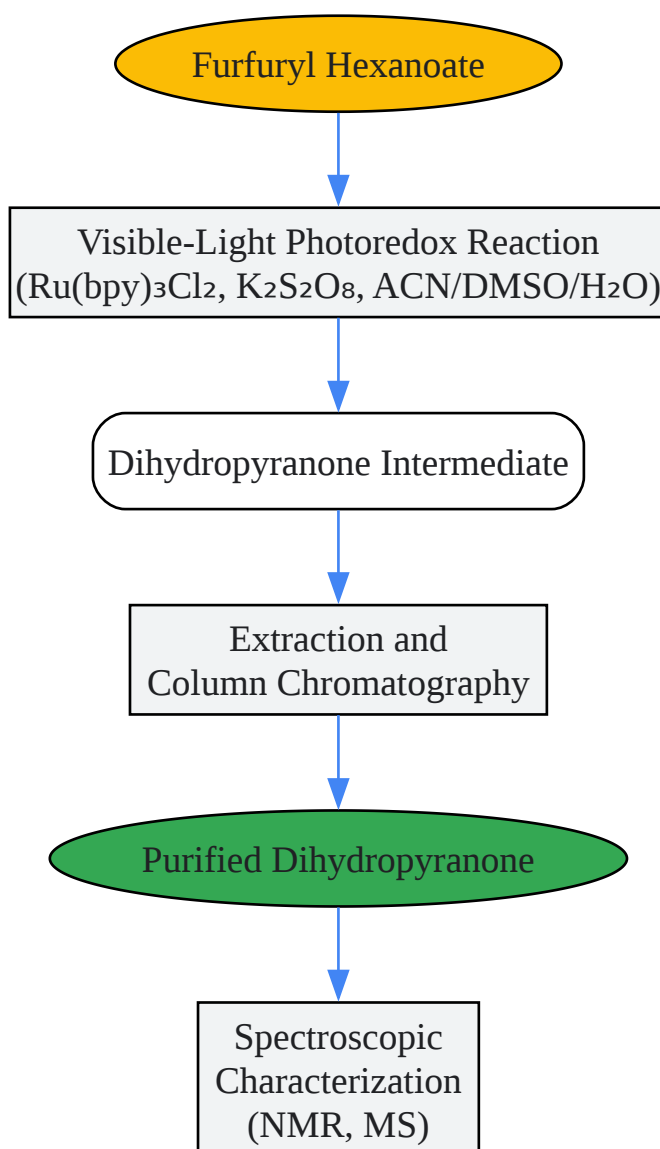 Furfuryl Hexanoate
Visible-Light Photoredox Reaction
(Ru(bpy)₃Cl₂, K₂S₂O₈, ACN/DMSO/H₂O)
Dihydropyranone Intermediate
Extraction and
Column Chromatography
Purified Dihydropyranone
Spectroscopic
Characterization
(NMR, MS)